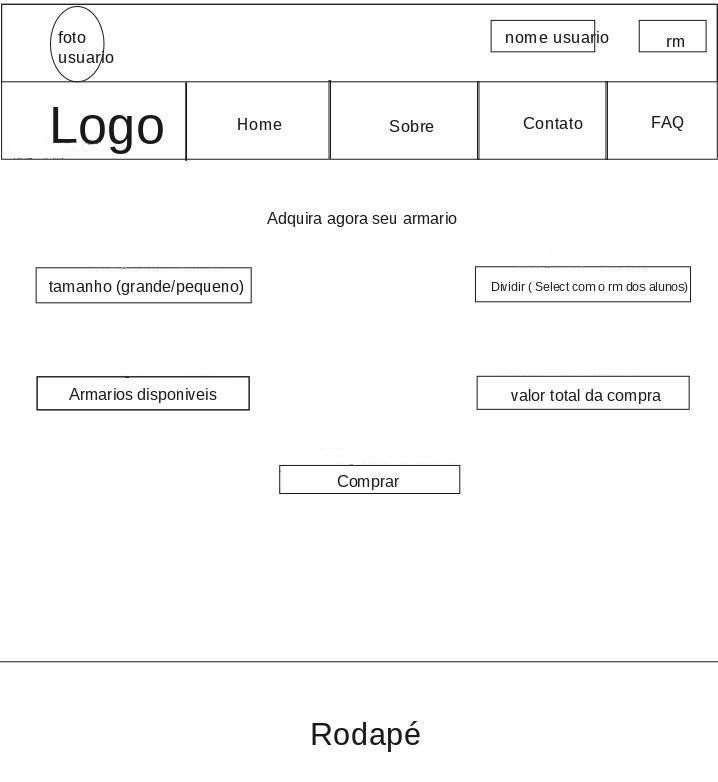 foto
usuario
nome usuario
rm
Logo
Home
Sobre
Contato
FAQ
Adquira agora seu armario
tamanho (grande/pequeno)
Dividir ( Select com o rm dos alunos)
Armarios disponiveis
valor total da compra
Comprar
Rodapé